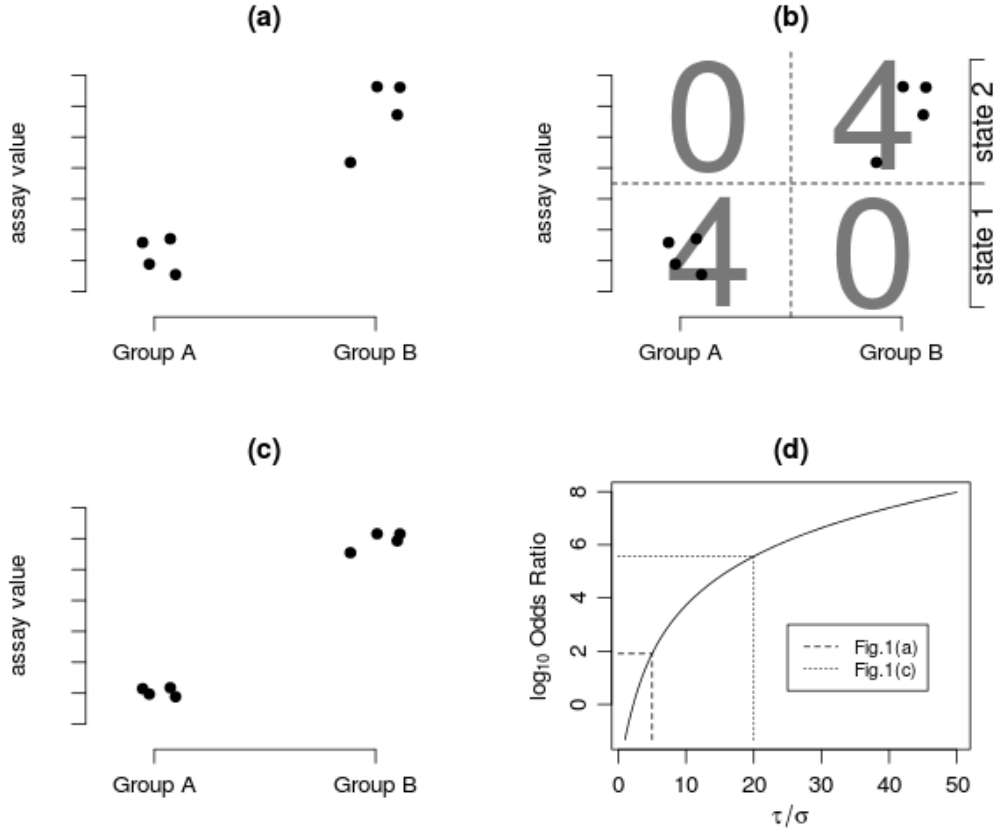 (a)
assay value
Group A
Group B
(b)
assay value
0
4
4
0
state 2
state 1
Group A
Group B
(c)
assay value
Group A
Group B
(d)
log10 Odds Ratio
8
6
4
2
0
Fig.1(a)
Fig.1(c)
0 10 20 30 40 50
τ/σ